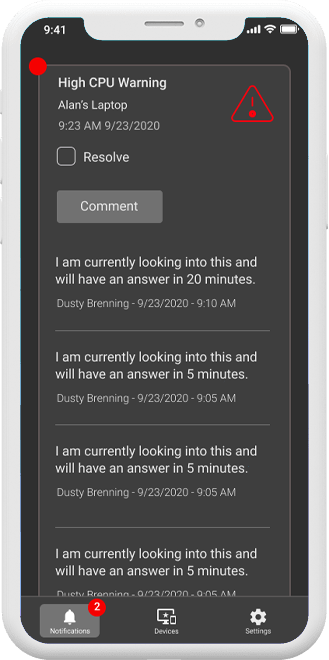 9:41
High CPU Warning
Alan's Laptop
9:23 AM 9/23/2020
Resolve
Comment
I am currently looking into this and
will have an answer in 20 minutes.
Dusty Brenning - 9/23/2020 - 9:10 AM
I am currently looking into this and
will have an answer in 5 minutes.
Dusty Brenning - 9/23/2020 - 9:05 AM
I am currently looking into this and
will have an answer in 5 minutes.
Dusty Brenning - 9/23/2020 - 9:05 AM
I am currently looking into this and
will have an answer in 5 minutes.
Dusty Brenning - 9/23/2020 - 9:05 AM
2
Notifications
Devices
Settings